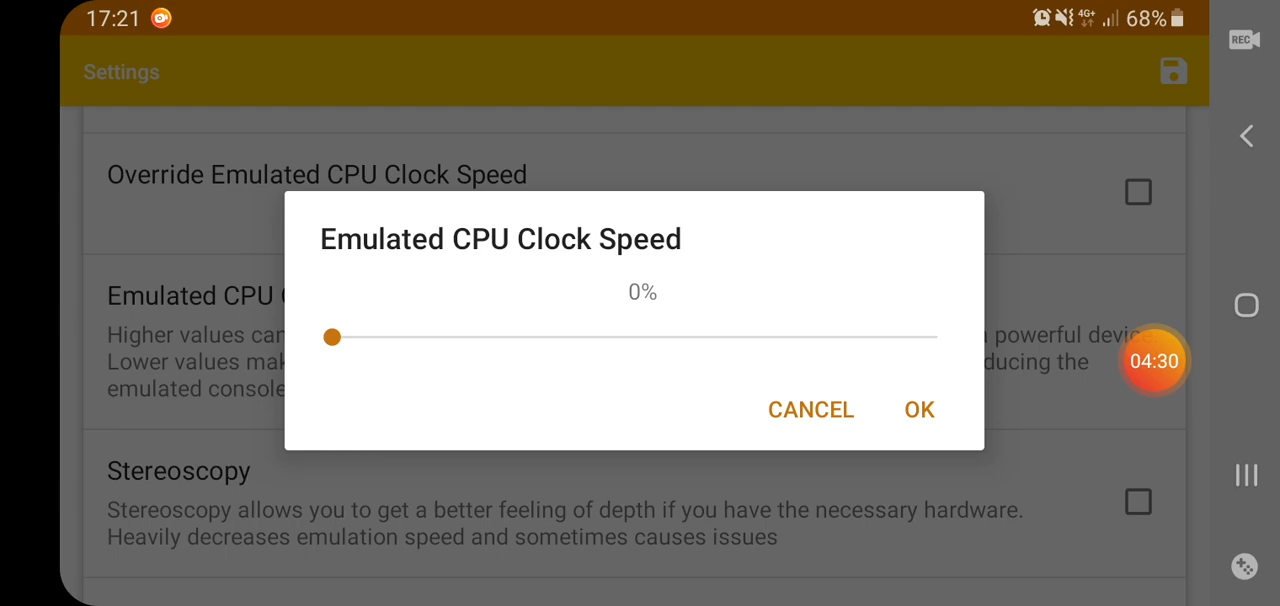 17:21
4G+
68%
REC
Settings
Override Emulated CPU Clock Speed
Emulated CPU Clock Speed
0%
CANCEL OK
Emulated CPU
Higher values can
powerful device
Lower values
ducing the
emulated console
04:30
Stereoscopy
Stereoscopy allows you to get a better feeling of depth if you have the necessary hardware.
Heavily decreases emulation speed and sometimes causes issues